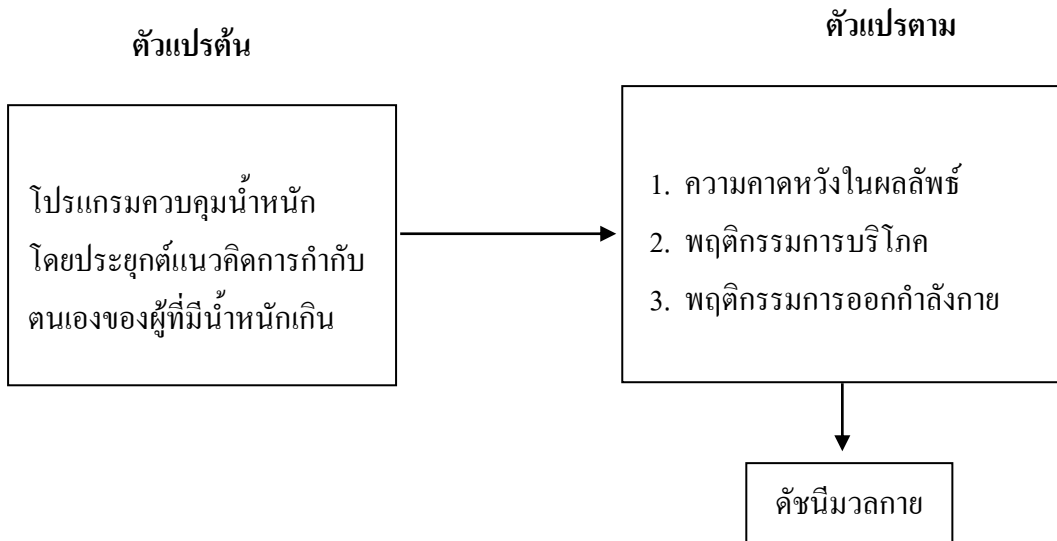 ตัวแปรต้น
ตัวแปรตาม
โปรแกรมควบคุมน้ำหนัก
โดยประยุกต์แนวคิดการกำกับ
ตนเองของผู้ที่มีน้ำหนักเกิน
1. ความคาดหวังในผลลัพธ์
2. พฤติกรรมการบริโภค
3. พฤติกรรมการออกกำลังกาย
ดัชนีมวลกาย